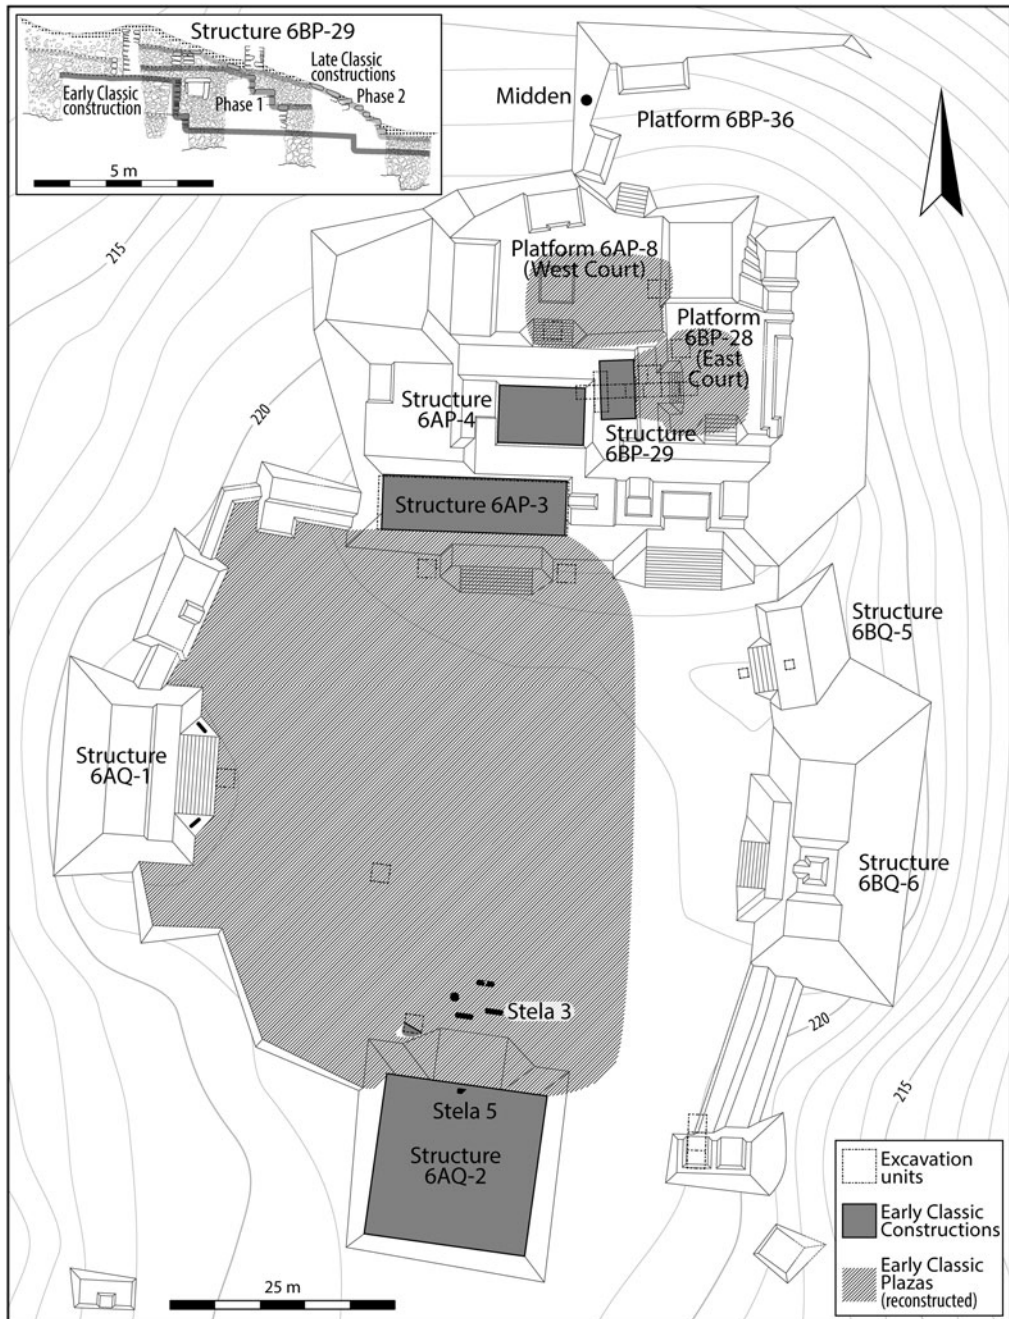 Structure 6BP-29
Late Classic
constructions
Early Classic
construction
Phase 1
Phase 2
5 m
Midden
Platform 6BP-36
215
Platform 6AP-8
(West Court)
Platform
6BP-28
(East
Court)
220
Structure
6AP-4
Structure
6BP-29
Structure 6AP-3
Structure
6BQ-5
Structure
6AQ-1
Structure
6BQ-6
Stela 3
220
Stela 5
215
Structure
6AQ-2
Excavation
units
Early Classic
Constructions
Early Classic
Plazas
(reconstructed)
25 m